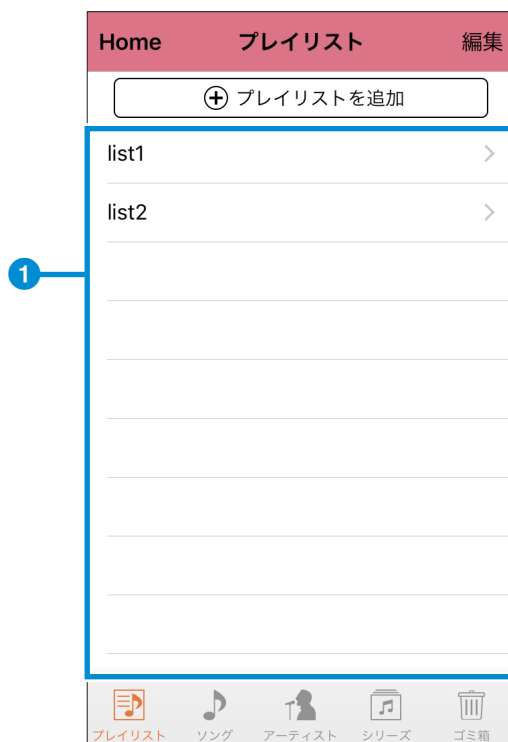 Home プレイリスト 編集
プレイリストを追加
list1
list2
1
プレイリスト ソング アーティスト シリーズ ゴミ箱